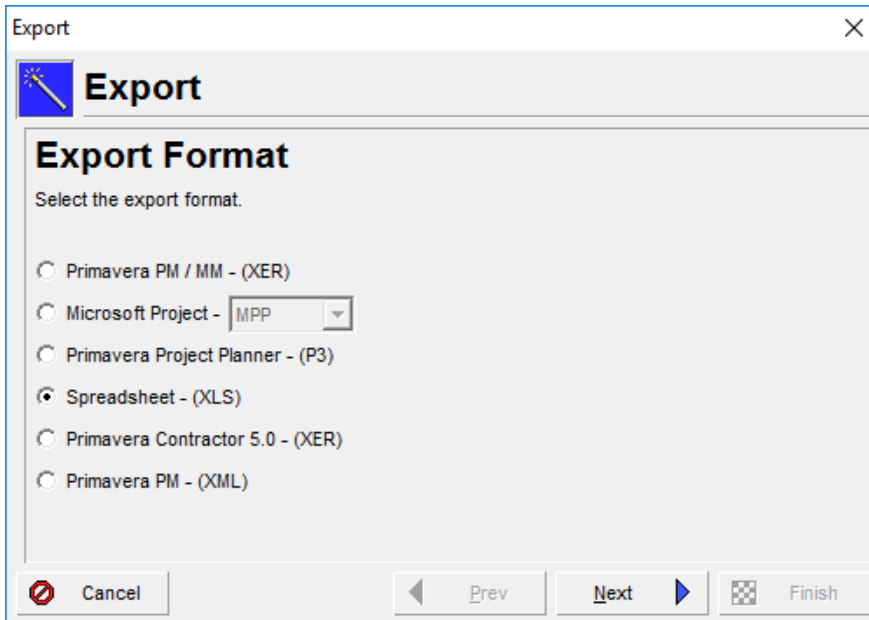 Export
Export
Export Format
Select the export format.
Primavera PM / MM - (XER)
Microsoft Project - MPP
Primavera Project Planner - (P3)
Spreadsheet - (XLS)
Primavera Contractor 5.0 - (XER)
Primavera PM - (XML)
Cancel Prev Next Finish